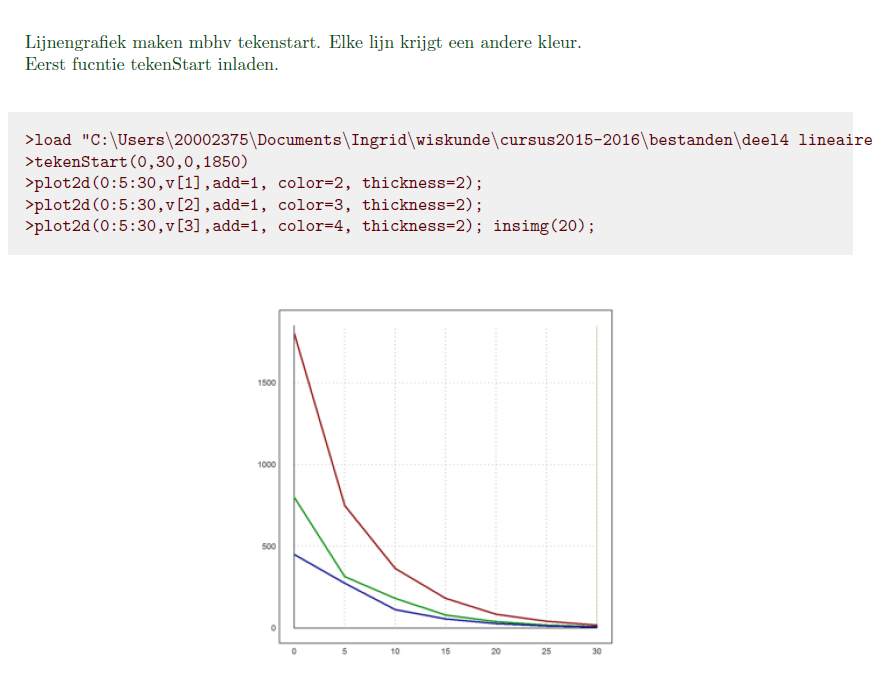 Lijnengrafiek maken mbhv tekenstart. Elke lijn krijgt een andere kleur.
Eerst fucntie tekenStart inladen.
>load "C:\Users\20002375\Documents\Ingrid\wiskunde\cursus2015-2016\bestanden\deel4 lineaire
>tekenStart(0,30,0,1850)
>plot2d(0:5:30,v[1],add=1, color=2, thickness=2);
>plot2d(0:5:30,v[2],add=1, color=3, thickness=2);
>plot2d(0:5:30,v[3],add=1, color=4, thickness=2); insimg(20);
1500
1000
500
0
0 5 10 15 20 25 30